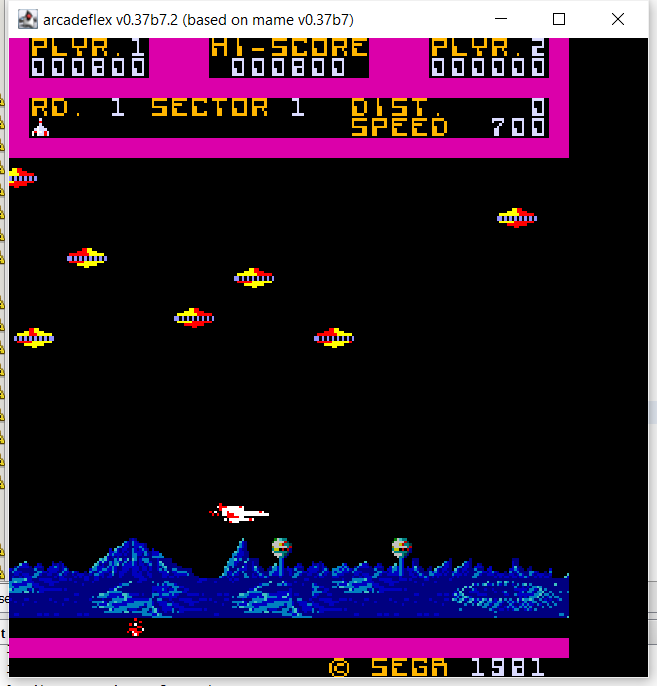 arcadeflex v0.37b7.2 (based on mame v0.37b7)
PLYR.1 HI-SCORE PLYR.2
000800 000800 000000
RD. 1 SECTOR 1 DIST. 0
SPEED 700
© SEGA 1981